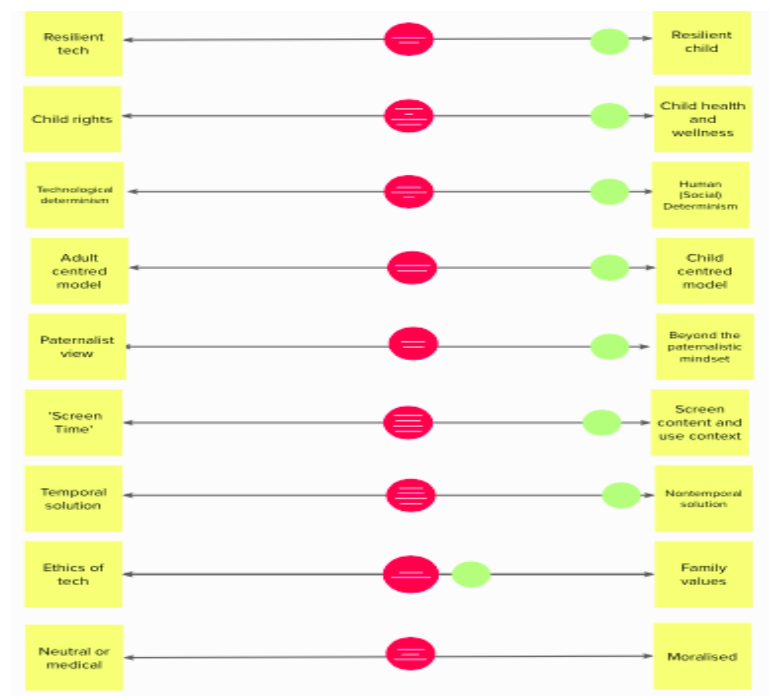 Resilient
tech
Resilient
child
Child rights
Child health
and
wellness
Technological
determinism
Human
(Social)
Determinism
Adult
centred
model
Child
centred
model
Paternalist
view
Beyond the
paternalistic
mindset
'Screen
Time'
Screen
content and
use context
Temporal
solution
Nontemporal
solution
Ethics of
tech
Family
values
Neutral or
medical
Moralised